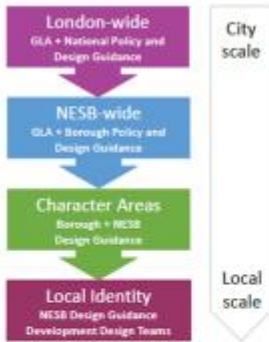 London-wide
GLA + National Policy and
Design Guidance
NESB-wide
GLA + Borough Policy and
Design Guidance
Character Areas
Borough + NESB
Design Guidance
Local Identity
NESB Design Guidance
Development Design Teams
City
scale
Local
scale